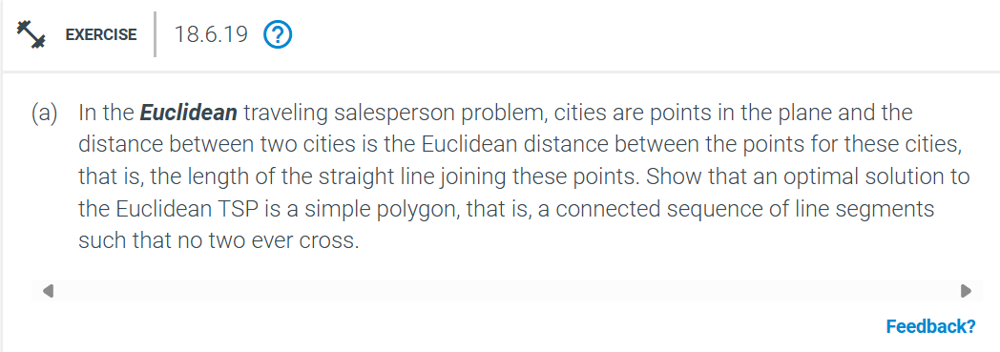 EXERCISE 18.6.19 ?
(a) In the Euclidean traveling salesperson problem, cities are points in the plane and the
distance between two cities is the Euclidean distance between the points for these cities,
that is, the length of the straight line joining these points. Show that an optimal solution to
the Euclidean TSP is a simple polygon, that is, a connected sequence of line segments
such that no two ever cross.
Feedback?